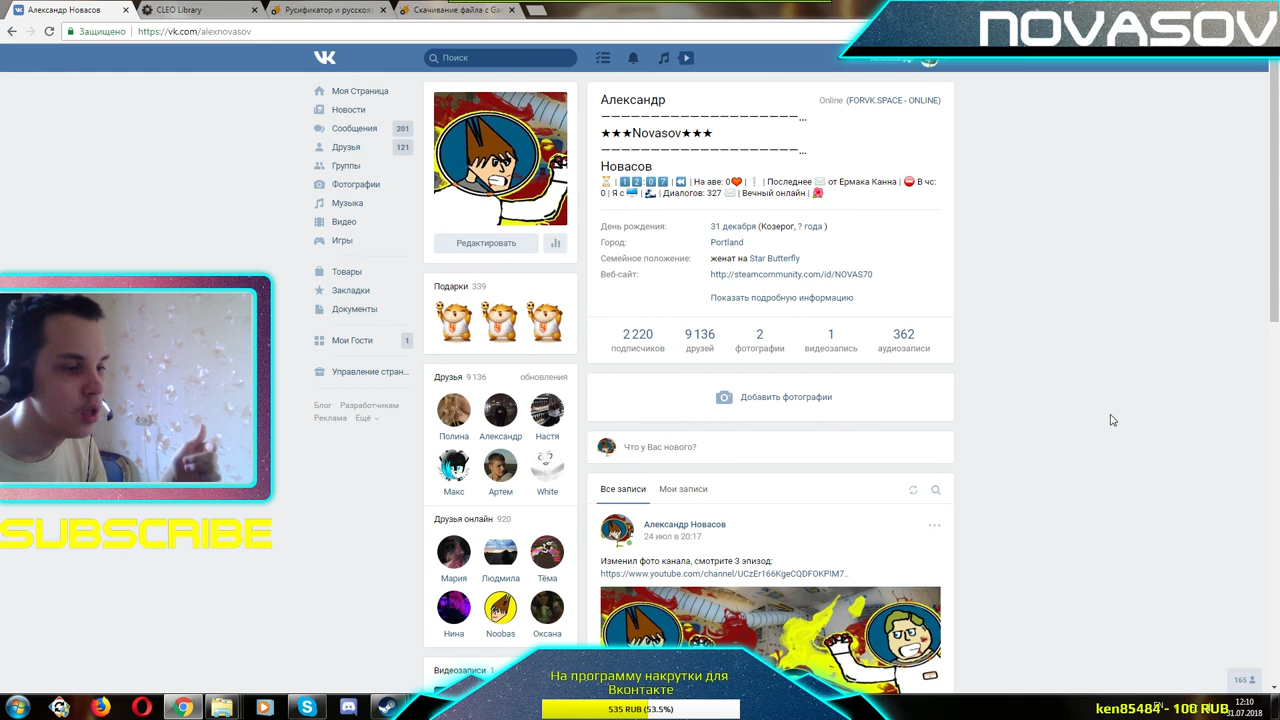 Александр Новасов
CLEO Library
Русификатор и русско
Скачивание файла с Ga
NOVASOV
Защищено
https://vk.com/alexnovasov
Поиск
Моя Страница
Новости
Сообщения 201
Друзья 121
Группы
Фотографии
Музыка
Видео
Игры
Товары
Закладки
Документы
Мои Гости 1
Управление стран...
Блог Разработчикам
Реклама Ещё
Редактировать
Подарки 339
Друзья 9 136 обновления
Полина Александр Настя
Макс Артем White
Друзья онлайн 920
Мария Людмила Тёма
Нина Noobas Оксана
Видеозаписи 1
Александр
Online (FORVK.SPACE - ONLINE)
————————————————————...
★★★Novasov★★★
————————————————————...
Новасов
⏳ | 1️⃣2️⃣:0️⃣7️⃣ | ⏪ | На аве: 0❤ | ❕ | Последнее ✉ от Ермака Канна | ⛔ В чс:
0 | Я с 🖥 | 🌊 | Диалогов: 327 ✉ | Вечный онлайн | 🌺
День рождения: 31 декабря (Козерог, ? года )
Город: Portland
Семейное положение: женат на Star Butterfly
Веб-сайт: http://steamcommunity.com/id/NOVAS70
Показать подробную информацию
2 220 9 136 2 1 362
подписчиков друзей фотографии видеозапись аудиозаписи
Добавить фотографии
Что у Вас нового?
Все записи Мои записи
Александр Новасов
24 июл в 20:17
Изменил фото канала, смотрите 3 эпизод:
https://www.youtube.com/channel/UCzEr166KgeCQDFOKPIM7..
SUBSCRIBE
На программу накрутки для
Вконтакте
535 RUB (53.5%)
165
ken85484 - 100 RUB
12:10
31.07.2018